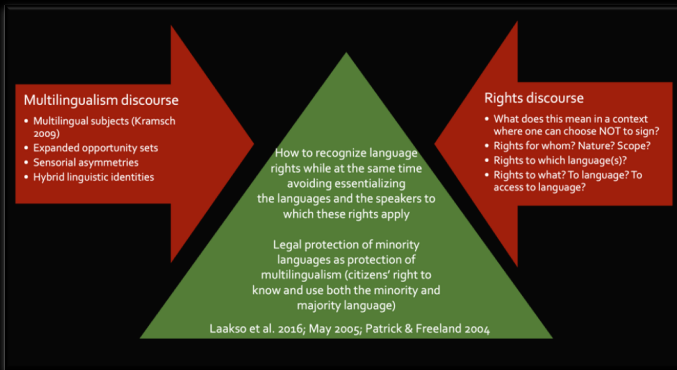 Multilingualism discourse
• Multilingual subjects (Kramsch
2009)
• Expanded opportunity sets
• Sensorial asymmetries
• Hybrid linguistic identities
How to recognize language
rights while at the same time
avoiding essentializing
the languages and the speakers to
which these rights apply
Legal protection of minority
languages as protection of
multilingualism (citizens' right to
know and use both the minority and
majority language)
Laakso et al. 2016; May 2005; Patrick & Freeland 2004
Rights discourse
• What does this mean in a context
where one can choose NOT to sign?
• Rights for whom? Nature? Scope?
• Rights to which language(s)?
• Rights to what? To language? To
access to language?